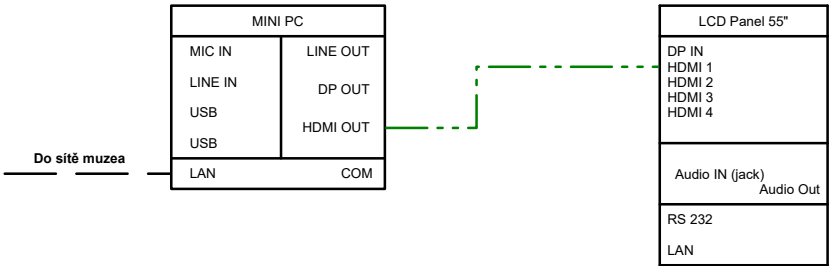 MINI PC
MIC IN
LINE OUT
LINE IN
DP OUT
USB
HDMI OUT
USB
LAN
COM
Do sítě muzea
LCD Panel 55"
DP IN
HDMI 1
HDMI 2
HDMI 3
HDMI 4
Audio IN (jack)
Audio Out
RS 232
LAN